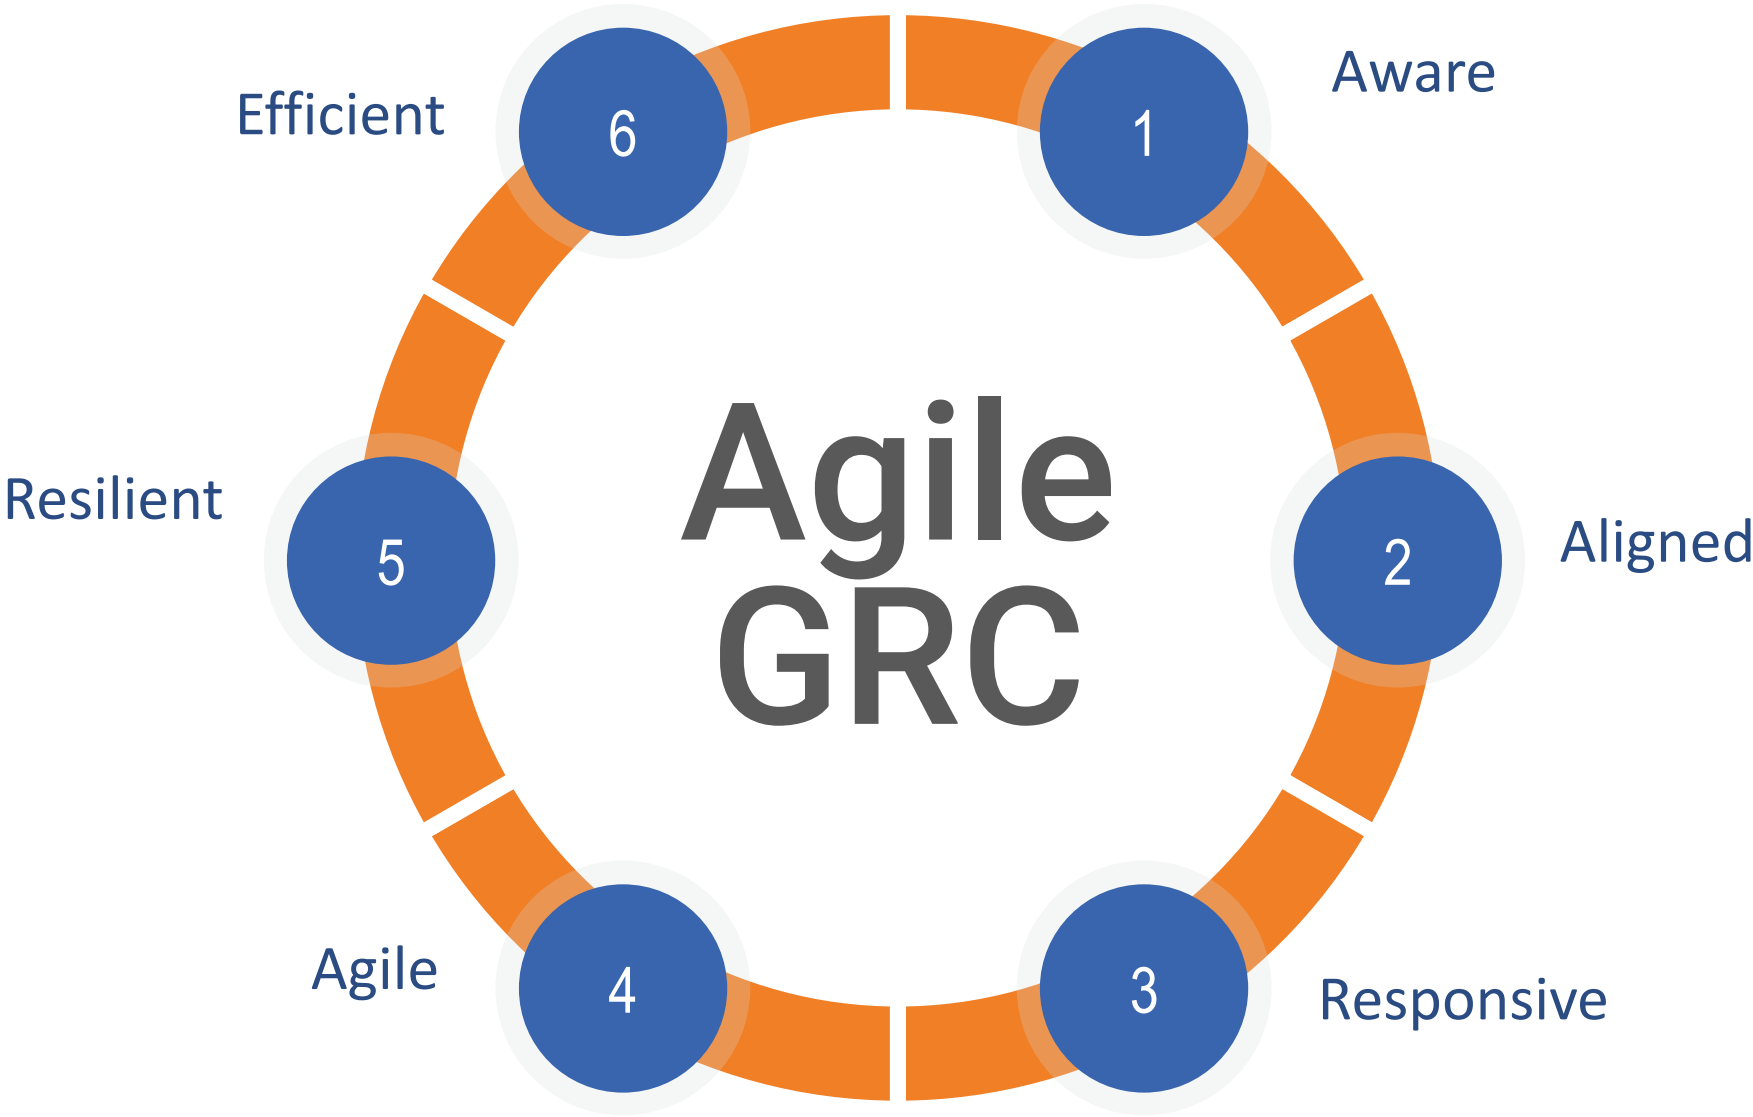 Agile
GRC
1
Aware
2
Aligned
3
Responsive
4
Agile
5
Resilient
6
Efficient